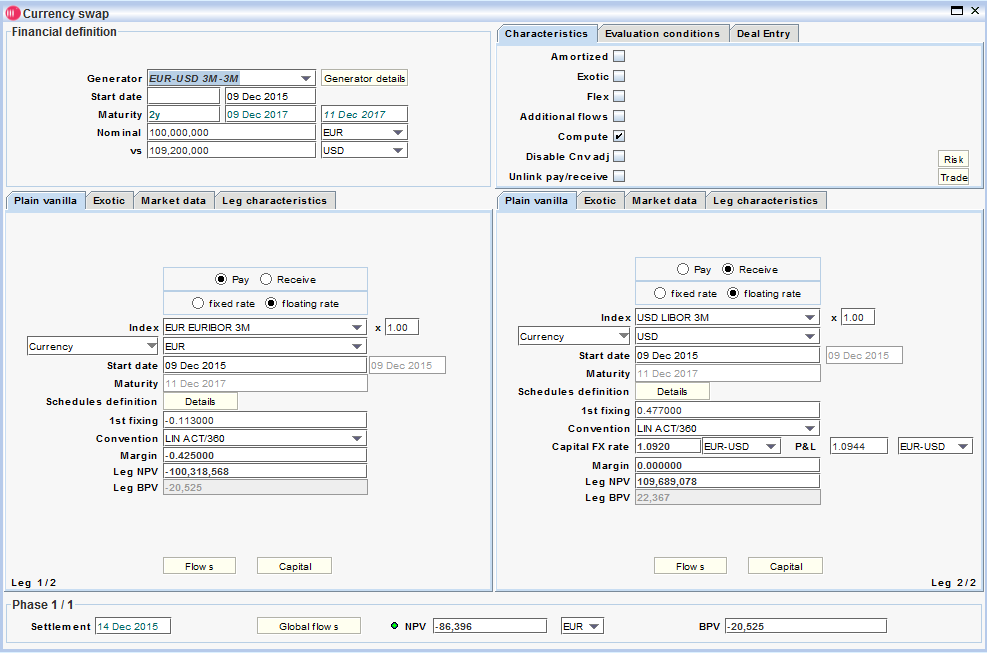 Currency swap
Financial definition
Generator EUR-USD 3M-3M Generator details
Start date 09 Dec 2015
Maturity 2y 09 Dec 2017 11 Dec 2017
Nominal 100,000,000 EUR
vs 109,200,000 USD
Characteristics Evaluation conditions Deal Entry
Amortized
Exotic
Flex
Additional flows
Compute
Disable Cnv adj
Unlink pay/receive
Risk
Trade
Plain vanilla Exotic Market data Leg characteristics
Pay Receive
fixed rate floating rate
Index EUR EURIBOR 3M x 1.00
Currency EUR
Start date 09 Dec 2015 09 Dec 2015
Maturity 11 Dec 2017
Schedules definition Details
1st fixing -0.113000
Convention LIN ACT/360
Margin -0.425000
Leg NPV -100,318,568
Leg BPV -20,525
Flows Capital
Leg 1/2
Plain vanilla Exotic Market data Leg characteristics
Pay Receive
fixed rate floating rate
Index USD LIBOR 3M x 1.00
Currency USD
Start date 09 Dec 2015 09 Dec 2015
Maturity 11 Dec 2017
Schedules definition Details
1st fixing 0.477000
Convention LIN ACT/360
Capital FX rate 1.0920 EUR-USD P&L 1.0944 EUR-USD
Margin 0.000000
Leg NPV 109,689,078
Leg BPV 22,367
Flows Capital
Leg 2/2
Phase 1 / 1
Settlement 14 Dec 2015 Global flows NPV -86,396 EUR BPV -20,525